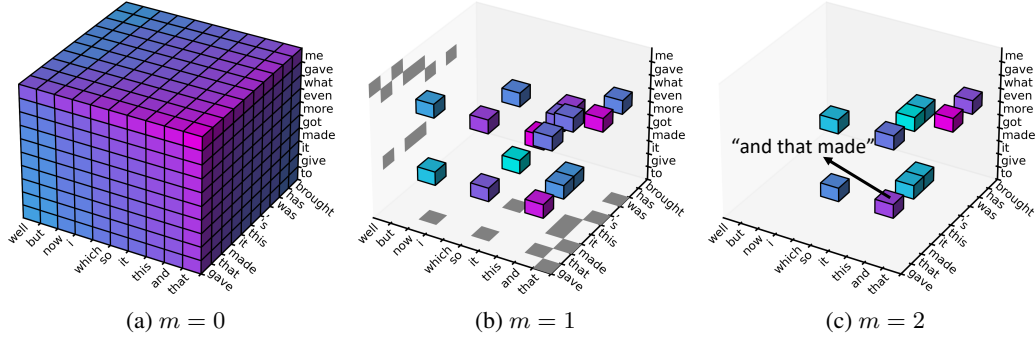 me
gave
what
even
more
got
made
it
give
to
brought
has
was
's
this
it
made
that
gave
well
but
now
i
which
so
it
this
and
that
(a) m = 0
me
gave
what
even
more
got
made
it
give
to
brought
has
was
's
this
it
made
that
gave
well
but
now
i
which
so
it
this
and
that
(b) m = 1
me
gave
what
even
more
got
made
it
give
to
brought
has
was
's
this
it
made
that
gave
well
but
now
i
which
so
it
this
and
that
“and that made”
(c) m = 2